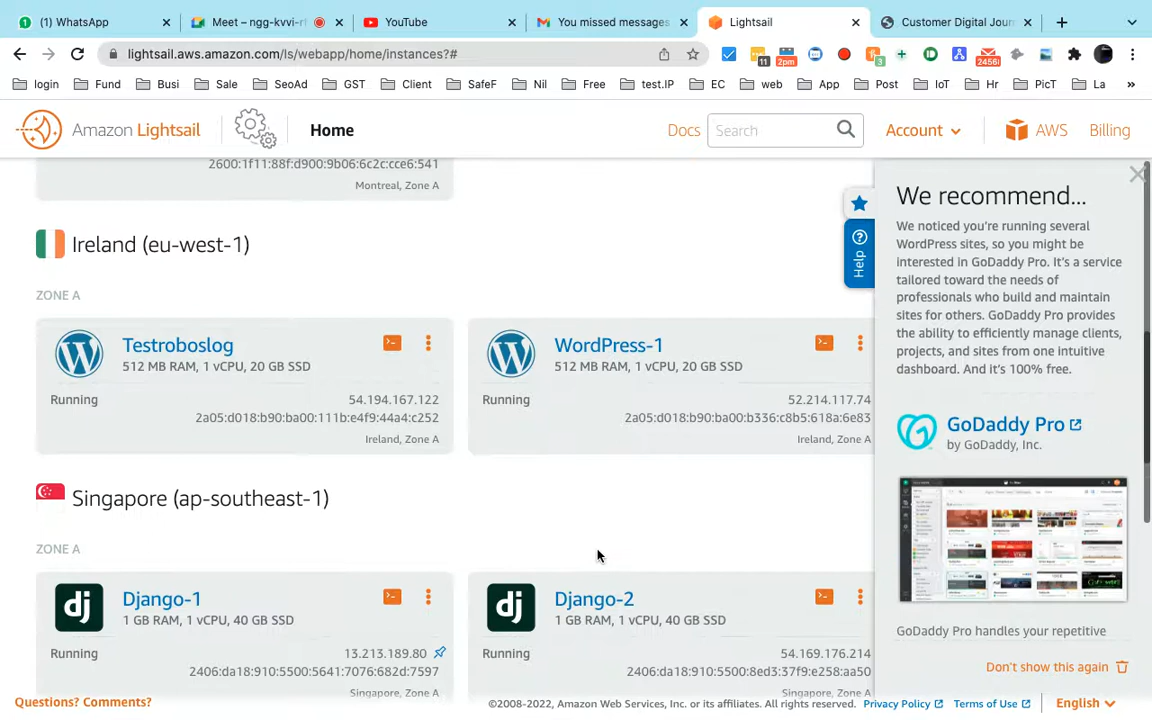 (1) WhatsApp
Meet – ngg-kvvi-r
YouTube
You missed messages
Lightsail
Customer Digital Jour
lightsail.aws.amazon.com/ls/webapp/home/instances?#
11
2pm
3
login
Fund
Busi
Sale
SeoAd
GST
Client
SafeF
Nil
Free
test.IP
EC
web
App
Post
IoT
Hr
PicT
La
»
Amazon Lightsail
Home
Docs
Search
Account
AWS
Billing
2600:1f11:88f:d900:9b06:6c2c:cce6:541
Montreal, Zone A
Ireland (eu-west-1)
ZONE A
Testroboslog
512 MB RAM, 1 vCPU, 20 GB SSD
Running
54.194.167.122
2a05:d018:b90:ba00:111b:e4f9:44a4:c252
Ireland, Zone A
WordPress-1
512 MB RAM, 1 vCPU, 20 GB SSD
Running
52.214.117.74
2a05:d018:b90:ba00:b336:c8b5:618a:6e83
Ireland, Zone A
Singapore (ap-southeast-1)
ZONE A
dj
Django-1
1 GB RAM, 1 vCPU, 40 GB SSD
Running
13.213.189.80
2406:da18:910:5500:5641:7076:682d:7597
Singapore, Zone A
dj
Django-2
1 GB RAM, 1 vCPU, 40 GB SSD
Running
54.169.176.214
2406:da18:910:5500:8ed3:37f9:e258:aa50
Singapore, Zone A
Help
We recommend...
We noticed you're running several
WordPress sites, so you might be
interested in GoDaddy Pro. It's a service
tailored toward the needs of
professionals who build and maintain
sites for others. GoDaddy Pro provides
the ability to efficiently manage clients,
projects, and sites from one intuitive
dashboard. And it's 100% free.
GoDaddy Pro
by GoDaddy, Inc.
GoDaddy Pro handles your repetitive
Don't show this again
Questions? Comments?
©2008-2022, Amazon Web Services, Inc. or its affiliates. All rights reserved.
Privacy Policy
Terms of Use
English